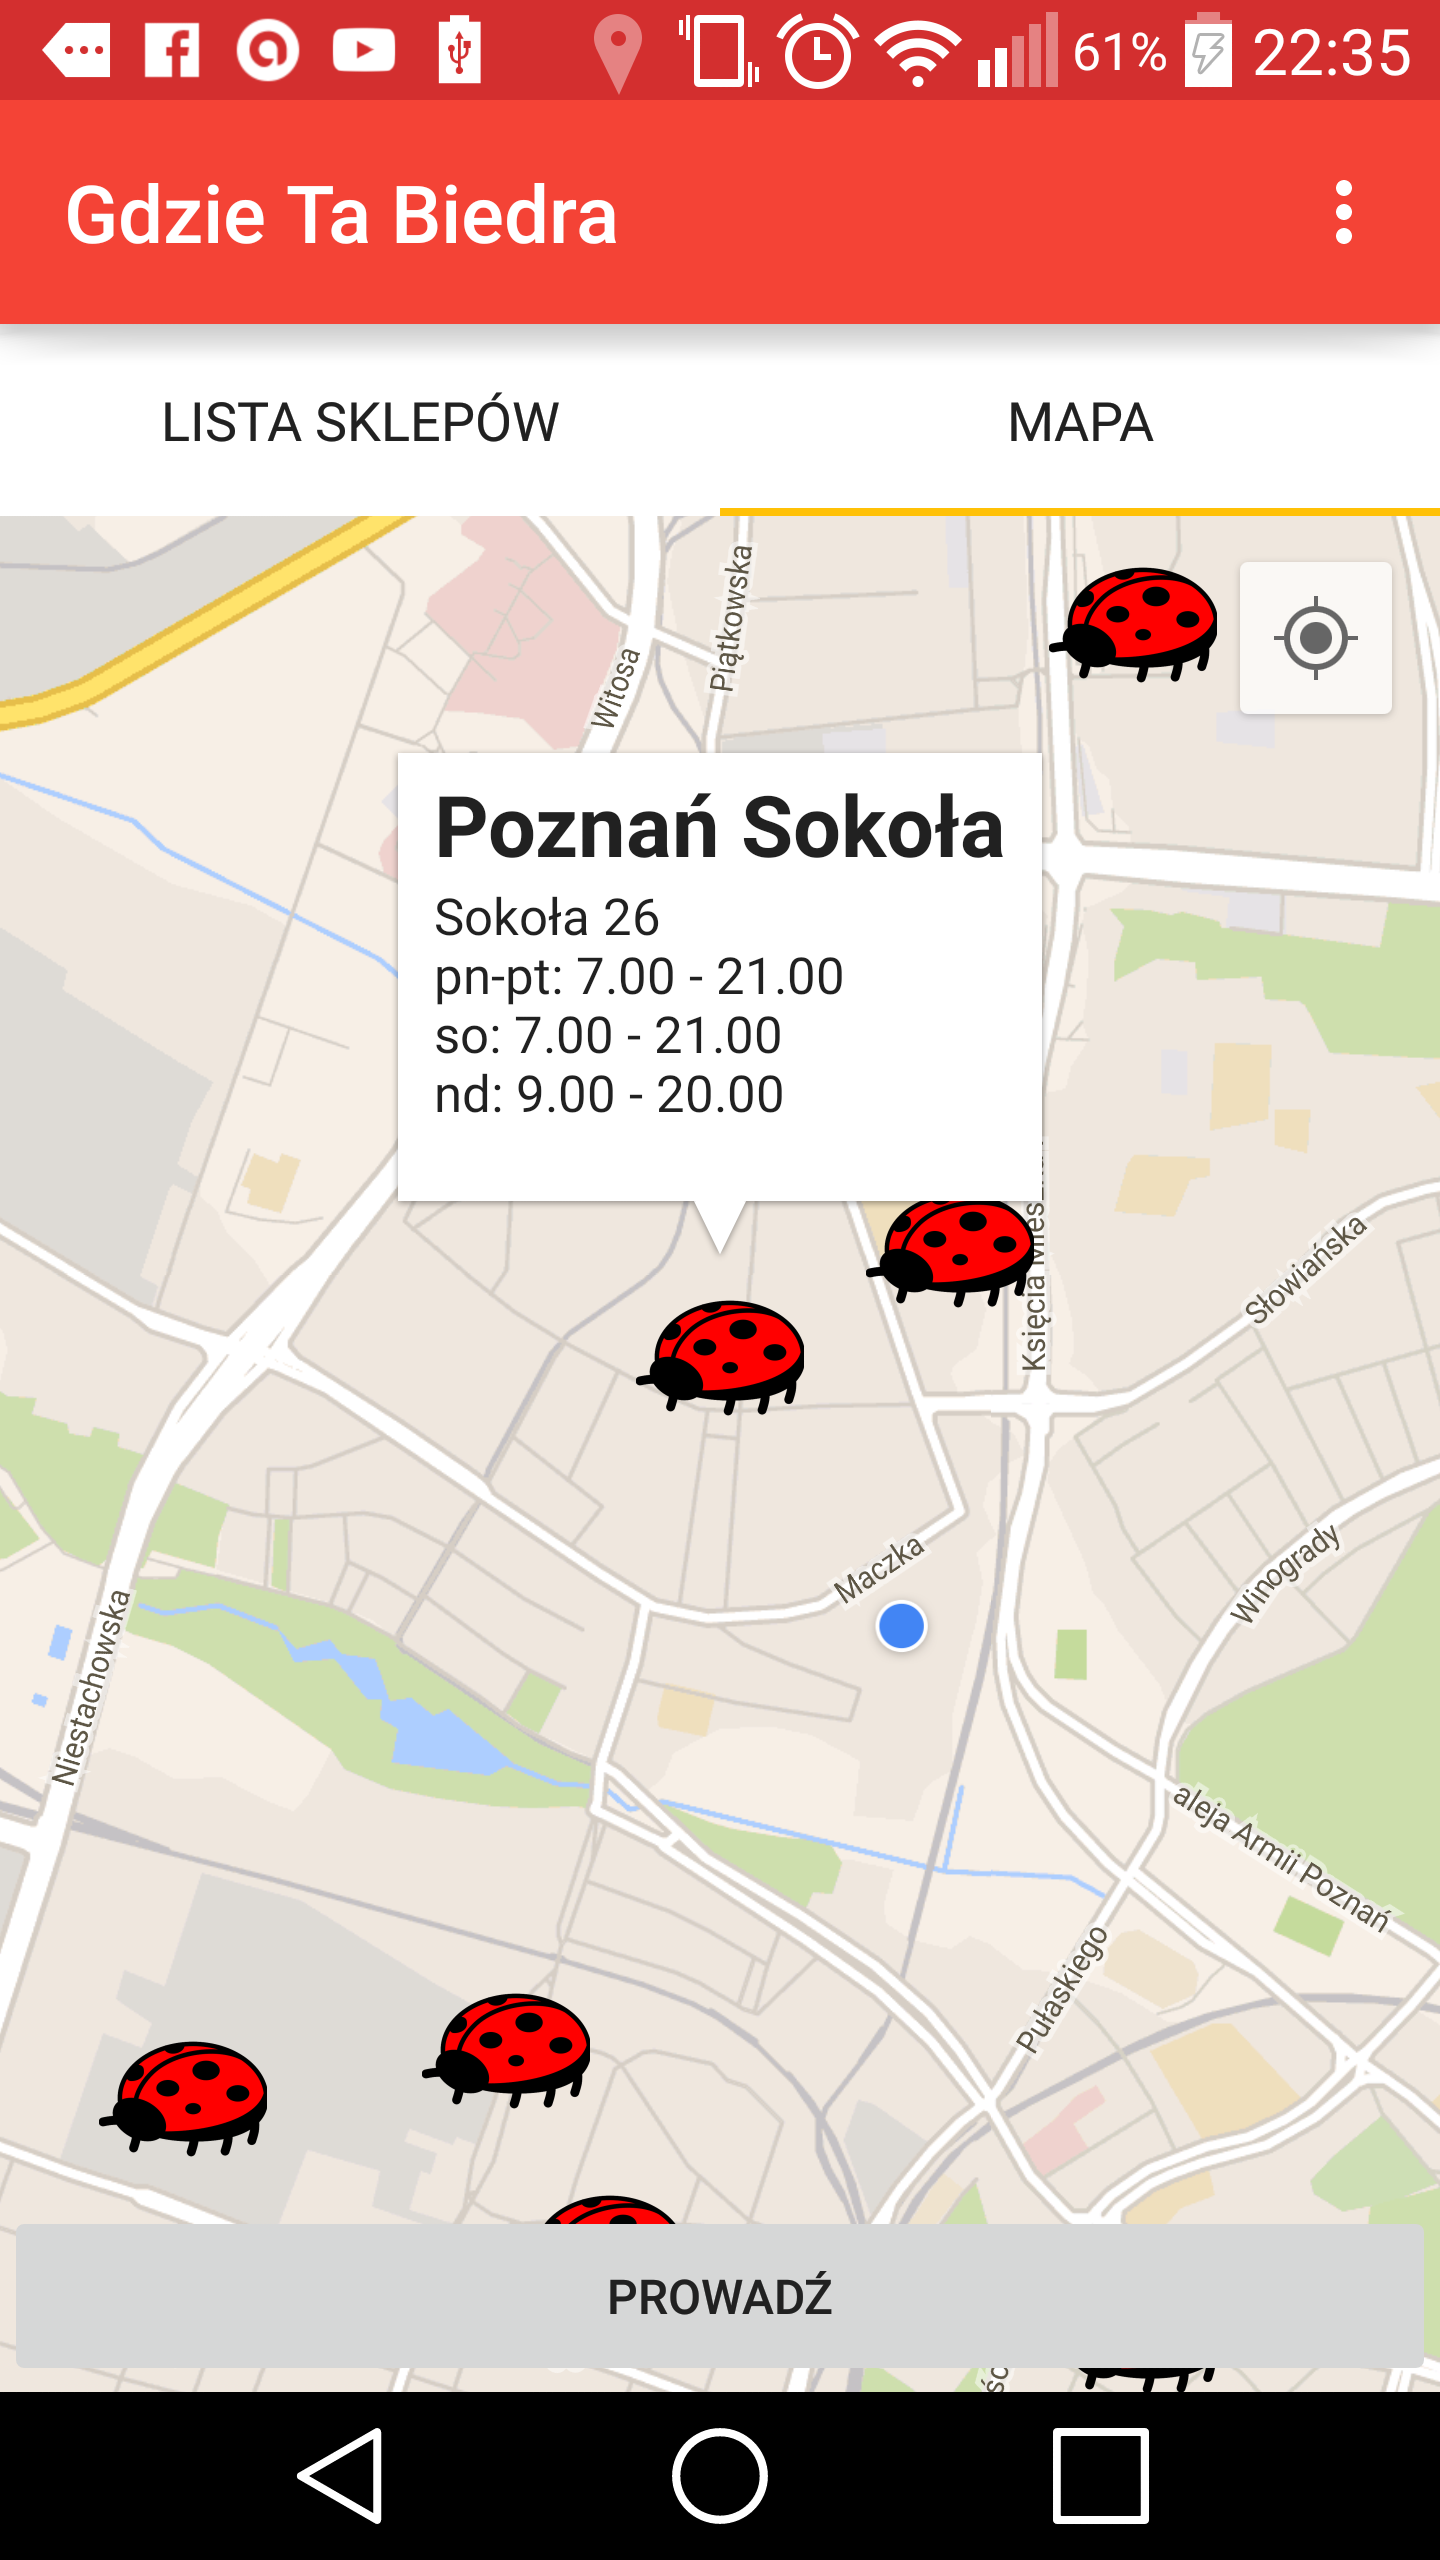 61% 22:35
Gdzie Ta Biedra
LISTA SKLEPÓW MAPA
Piątkowska
Witosa
Poznań Sokoła
Sokoła 26
pn-pt: 7.00 - 21.00
so: 7.00 - 21.00
nd: 9.00 - 20.00
Księcia
Słowiańska
Maczka
Winogrady
Niestachowska
aleja Armii Poznań
Pułaskiego
PROWADŹ